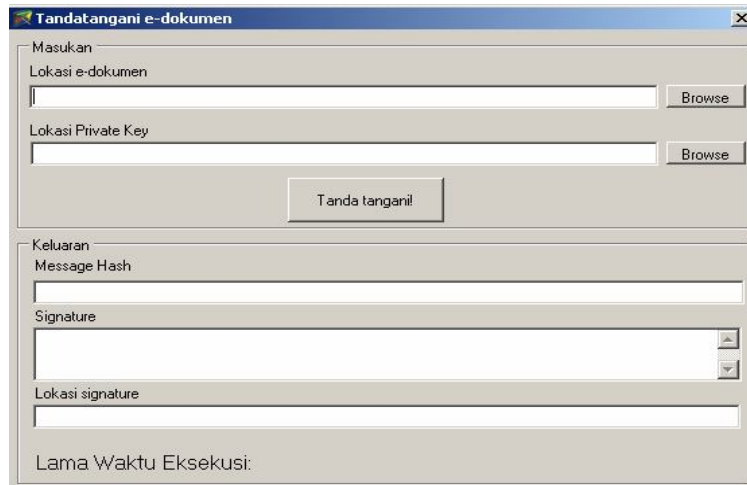 Tandatangani e-dokumen
Masukan
Lokasi e-dokumen
Browse
Lokasi Private Key
Browse
Tanda tangani!
Keluaran
Message Hash
Signature
Lokasi signature
Lama Waktu Eksekusi: